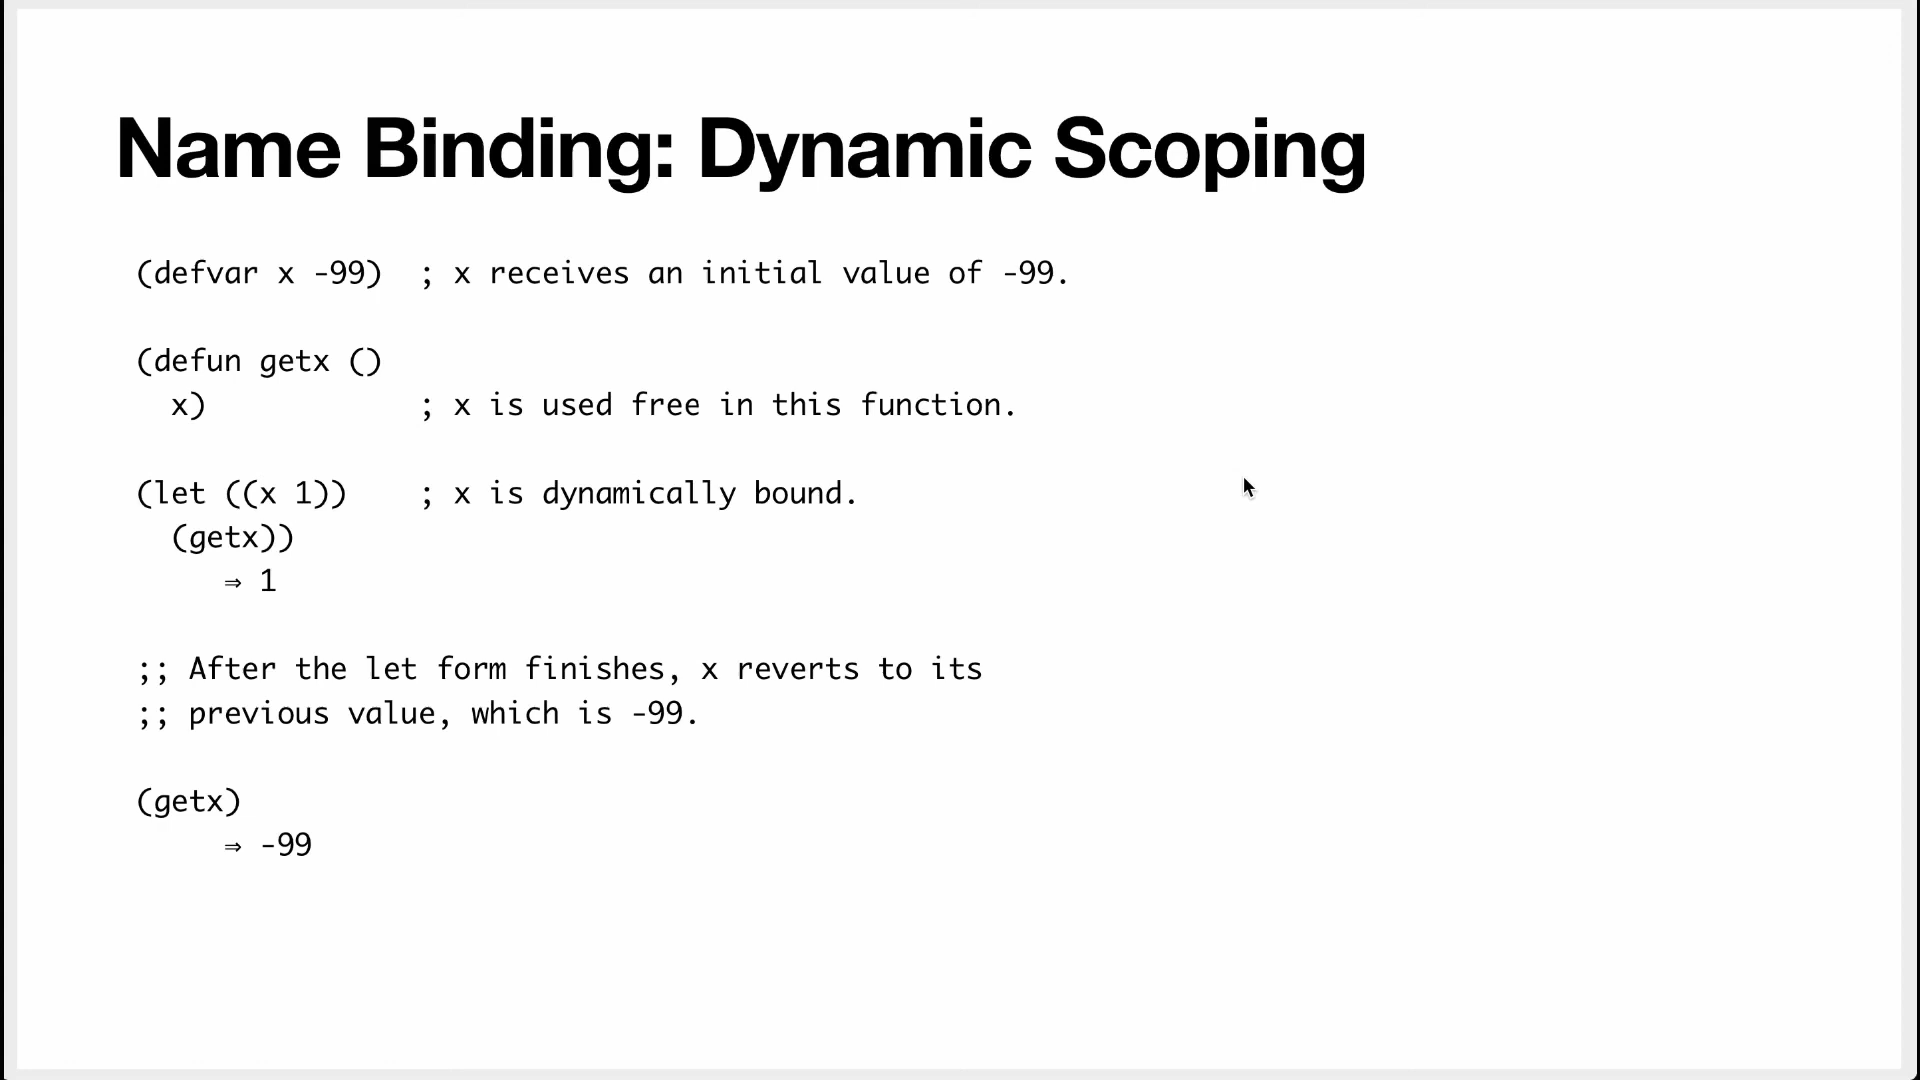 Name Binding: Dynamic Scoping
(defvar x -99)  ; x receives an initial value of -99.
(defun getx ()
  x)            ; x is used free in this function.
(let ((x 1))    ; x is dynamically bound.
  (getx))
     ⇒ 1
;; After the let form finishes, x reverts to its
;; previous value, which is -99.
(getx)
     ⇒ -99